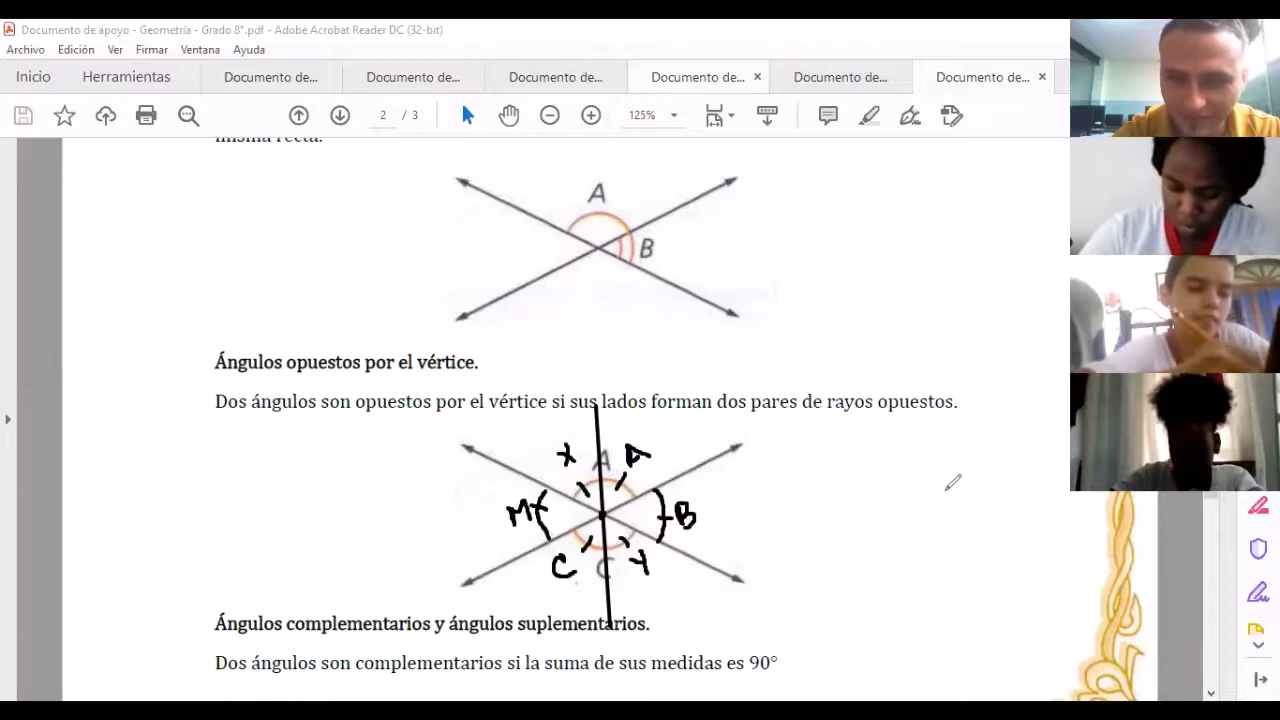 Documento de apoyo - Geometría - Grado 8°.pdf - Adobe Acrobat Reader DC (32-bit)
Archivo Edición Ver Firmar Ventana Ayuda
Inicio Herramientas Documento de... Documento de... Documento de... Documento de... × Documento de... Documento de... ×
2 / 3 125%
misma recta.
A
B
Ángulos opuestos por el vértice.
Dos ángulos son opuestos por el vértice si sus lados forman dos pares de rayos opuestos.
X A A
M B
C C Y
Ángulos complementarios y ángulos suplementarios.
Dos ángulos son complementarios si la suma de sus medidas es 90°